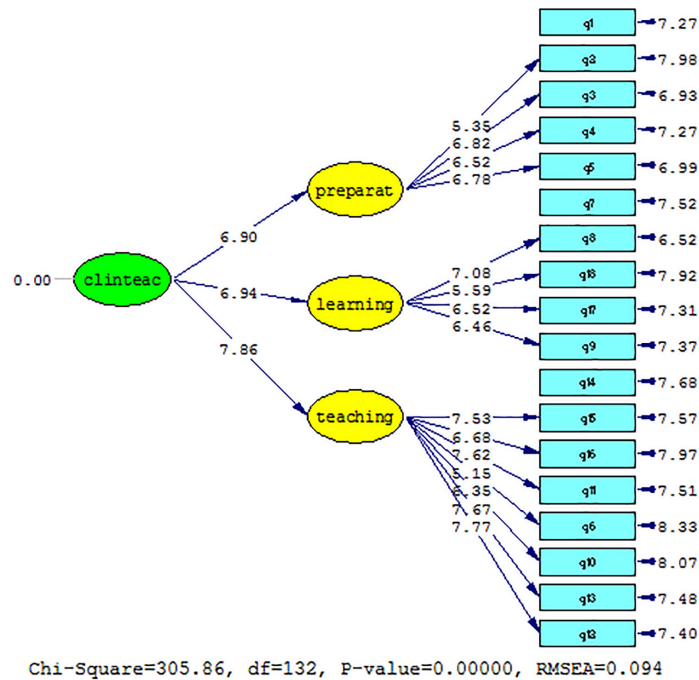 q1 7.27
q2 7.98
q3 6.93
5.35
q4 7.27
6.82
6.52
q5 6.99
6.78
preparat
q7 7.52
6.90
q8 6.52
7.08
q18 7.92
0.00 clinteac
5.59
6.94
learning
q17 7.31
6.52
6.46
q9 7.37
7.86
q14 7.68
teaching
7.53
q15 7.57
6.68
q16 7.97
7.62
5.15
q11 7.51
6.35
7.67
q6 8.33
7.77
q10 8.07
q13 7.48
q12 7.40
Chi-Square=305.86, df=132, P-value=0.00000, RMSEA=0.094